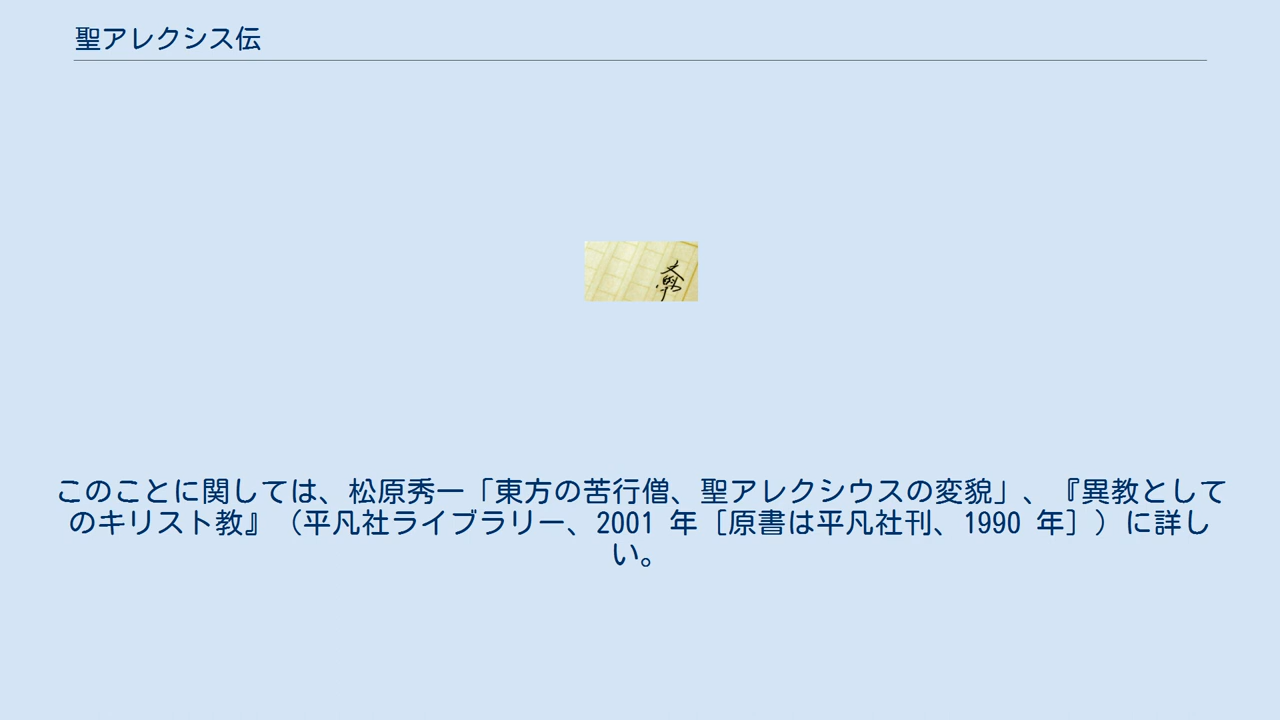 聖アレクシス伝
このことに関しては、松原秀一「東方の苦行僧、聖アレクシウスの変貌」、『異教として
のキリスト教』（平凡社ライブラリー、2001 年［原書は平凡社刊、1990 年］）に詳し
い。